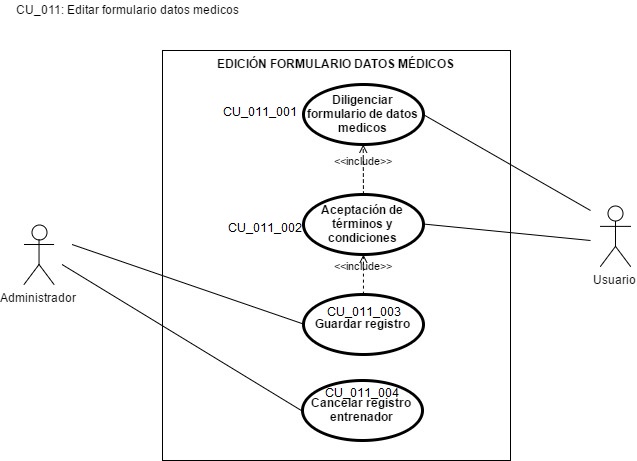 CU_011: Editar formulario datos medicos
EDICIÓN FORMULARIO DATOS MÉDICOS
CU_011_001
Diligenciar
formulario de datos
medicos
<<include>>
CU_011_002
Aceptación de
términos y
condiciones
<<include>>
Administrador
Usuario
CU_011_003
Guardar registro
CU_011_004
Cancelar registro
entrenador